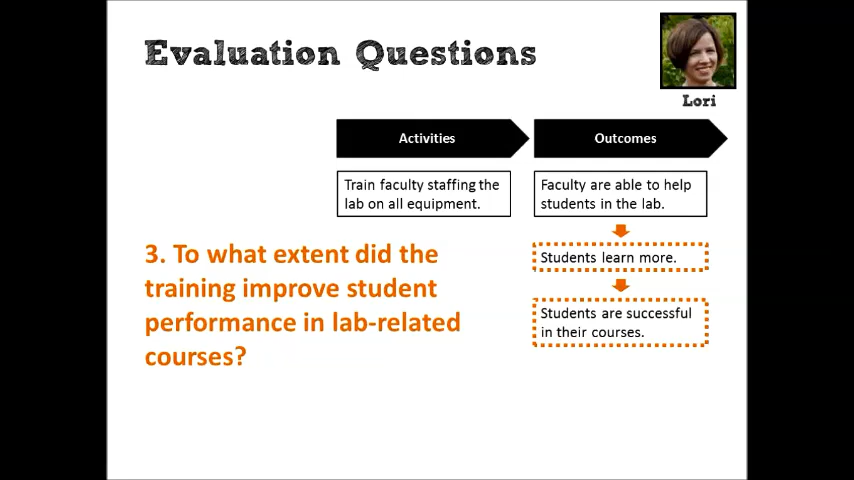 Evaluation Questions
Lori
Activities
Outcomes
Train faculty staffing the
lab on all equipment.
Faculty are able to help
students in the lab.
3. To what extent did the
training improve student
performance in lab-related
courses?
Students learn more.
Students are successful
in their courses.